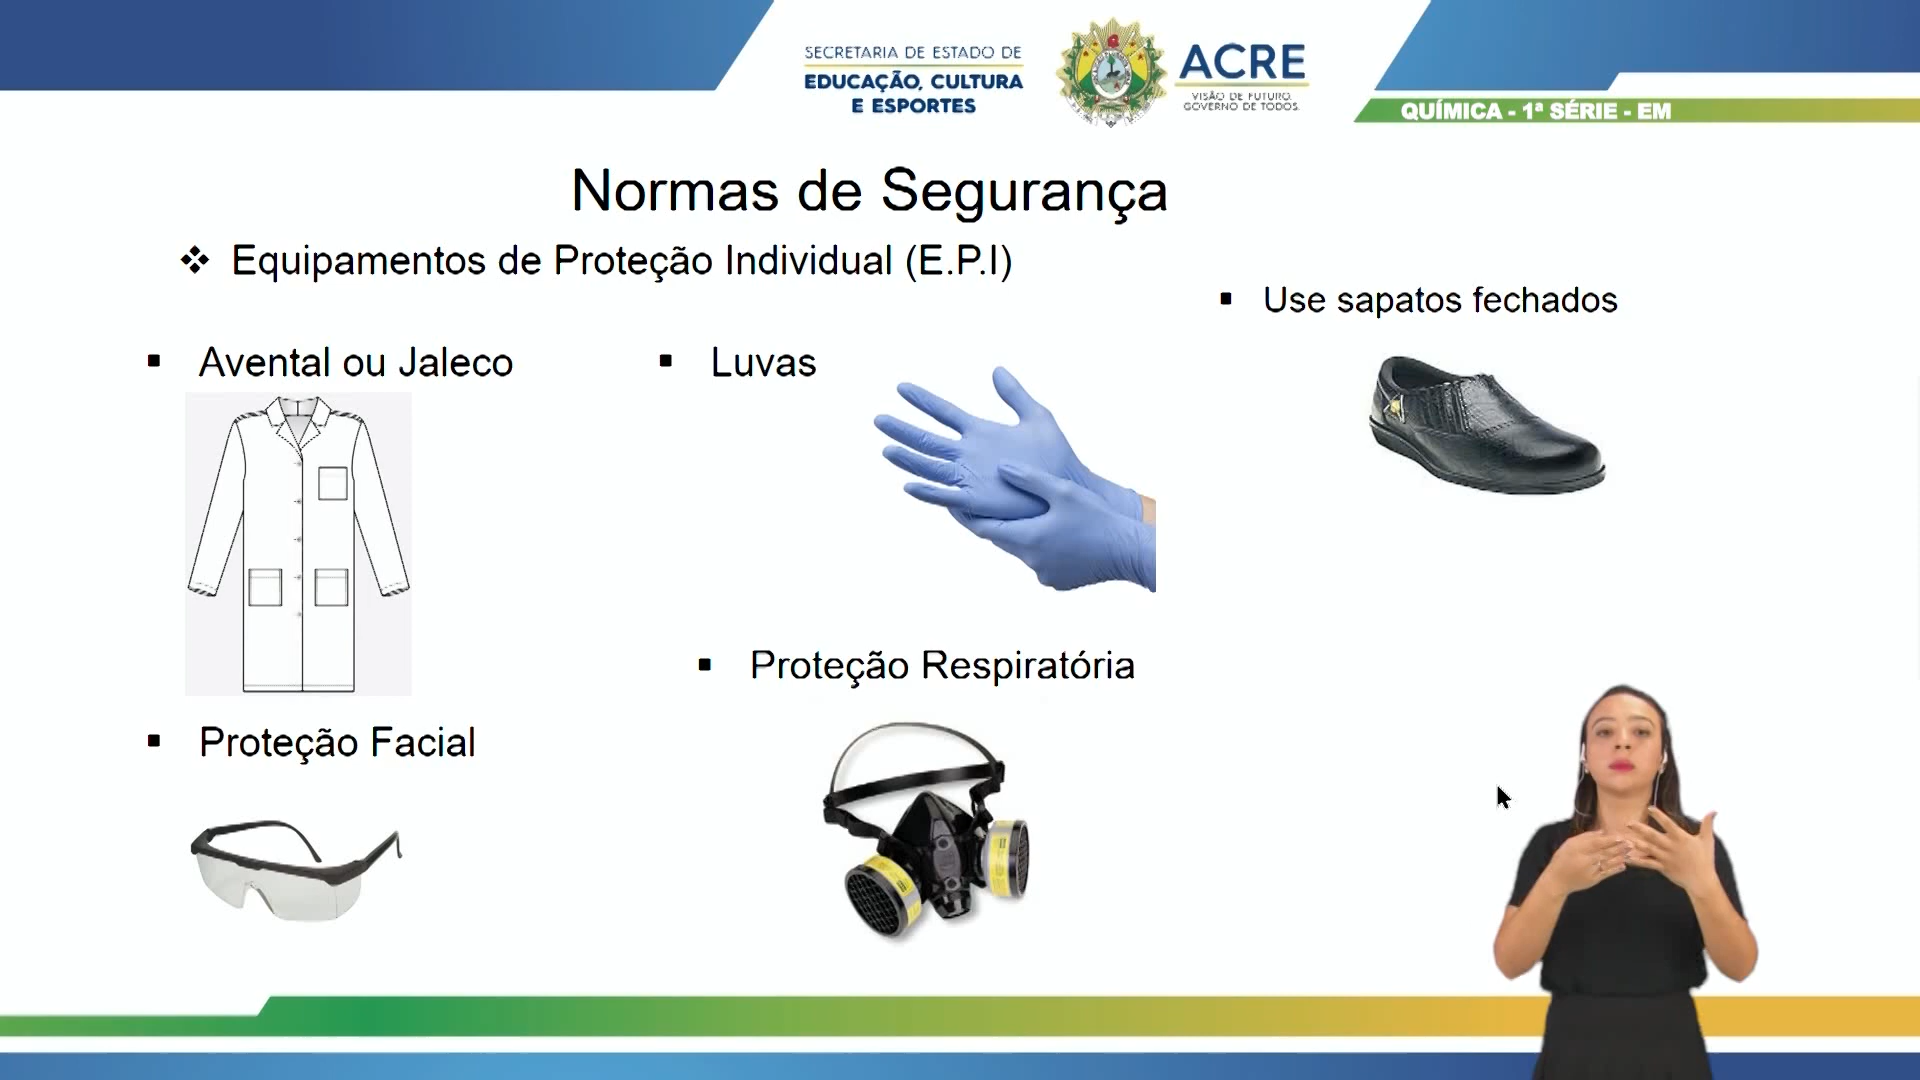 SECRETARIA DE ESTADO DE
EDUCAÇÃO, CULTURA
E ESPORTES
ACRE
VISÃO DE FUTURO.
GOVERNO DE TODOS.
QUÍMICA - 1ª SÉRIE - EM
Normas de Segurança
Equipamentos de Proteção Individual (E.P.I)
Use sapatos fechados
Avental ou Jaleco
Luvas
Proteção Respiratória
Proteção Facial